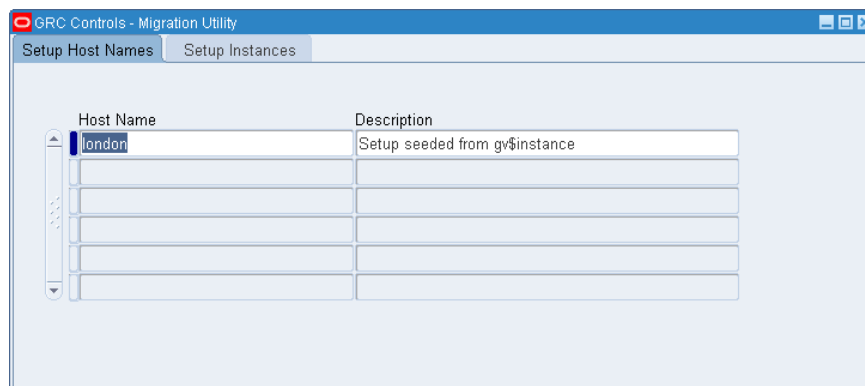 GRC Controls - Migration Utility
Setup Host Names Setup Instances
Host Name Description
london Setup seeded from gv$instance